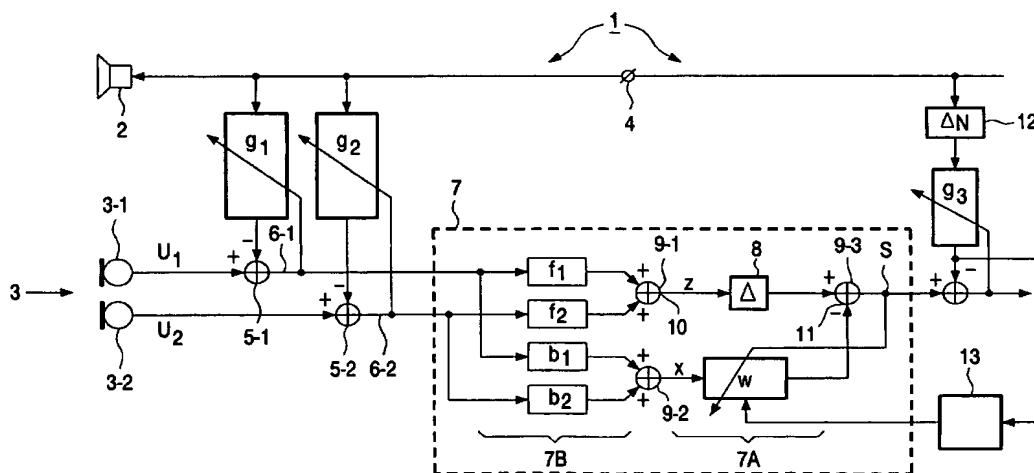 1
2
4
ΔN
12
g1
g2
g3
3-1
7
6-1
9-1
8
9-3
S
U1
+
−
f1
+
z
Δ
+
+
−
3
5-1
+
−
f2
+
10
11
−
U2
5-2
6-2
b1
+
x
w
13
3-2
b2
+
9-2
7B
7A